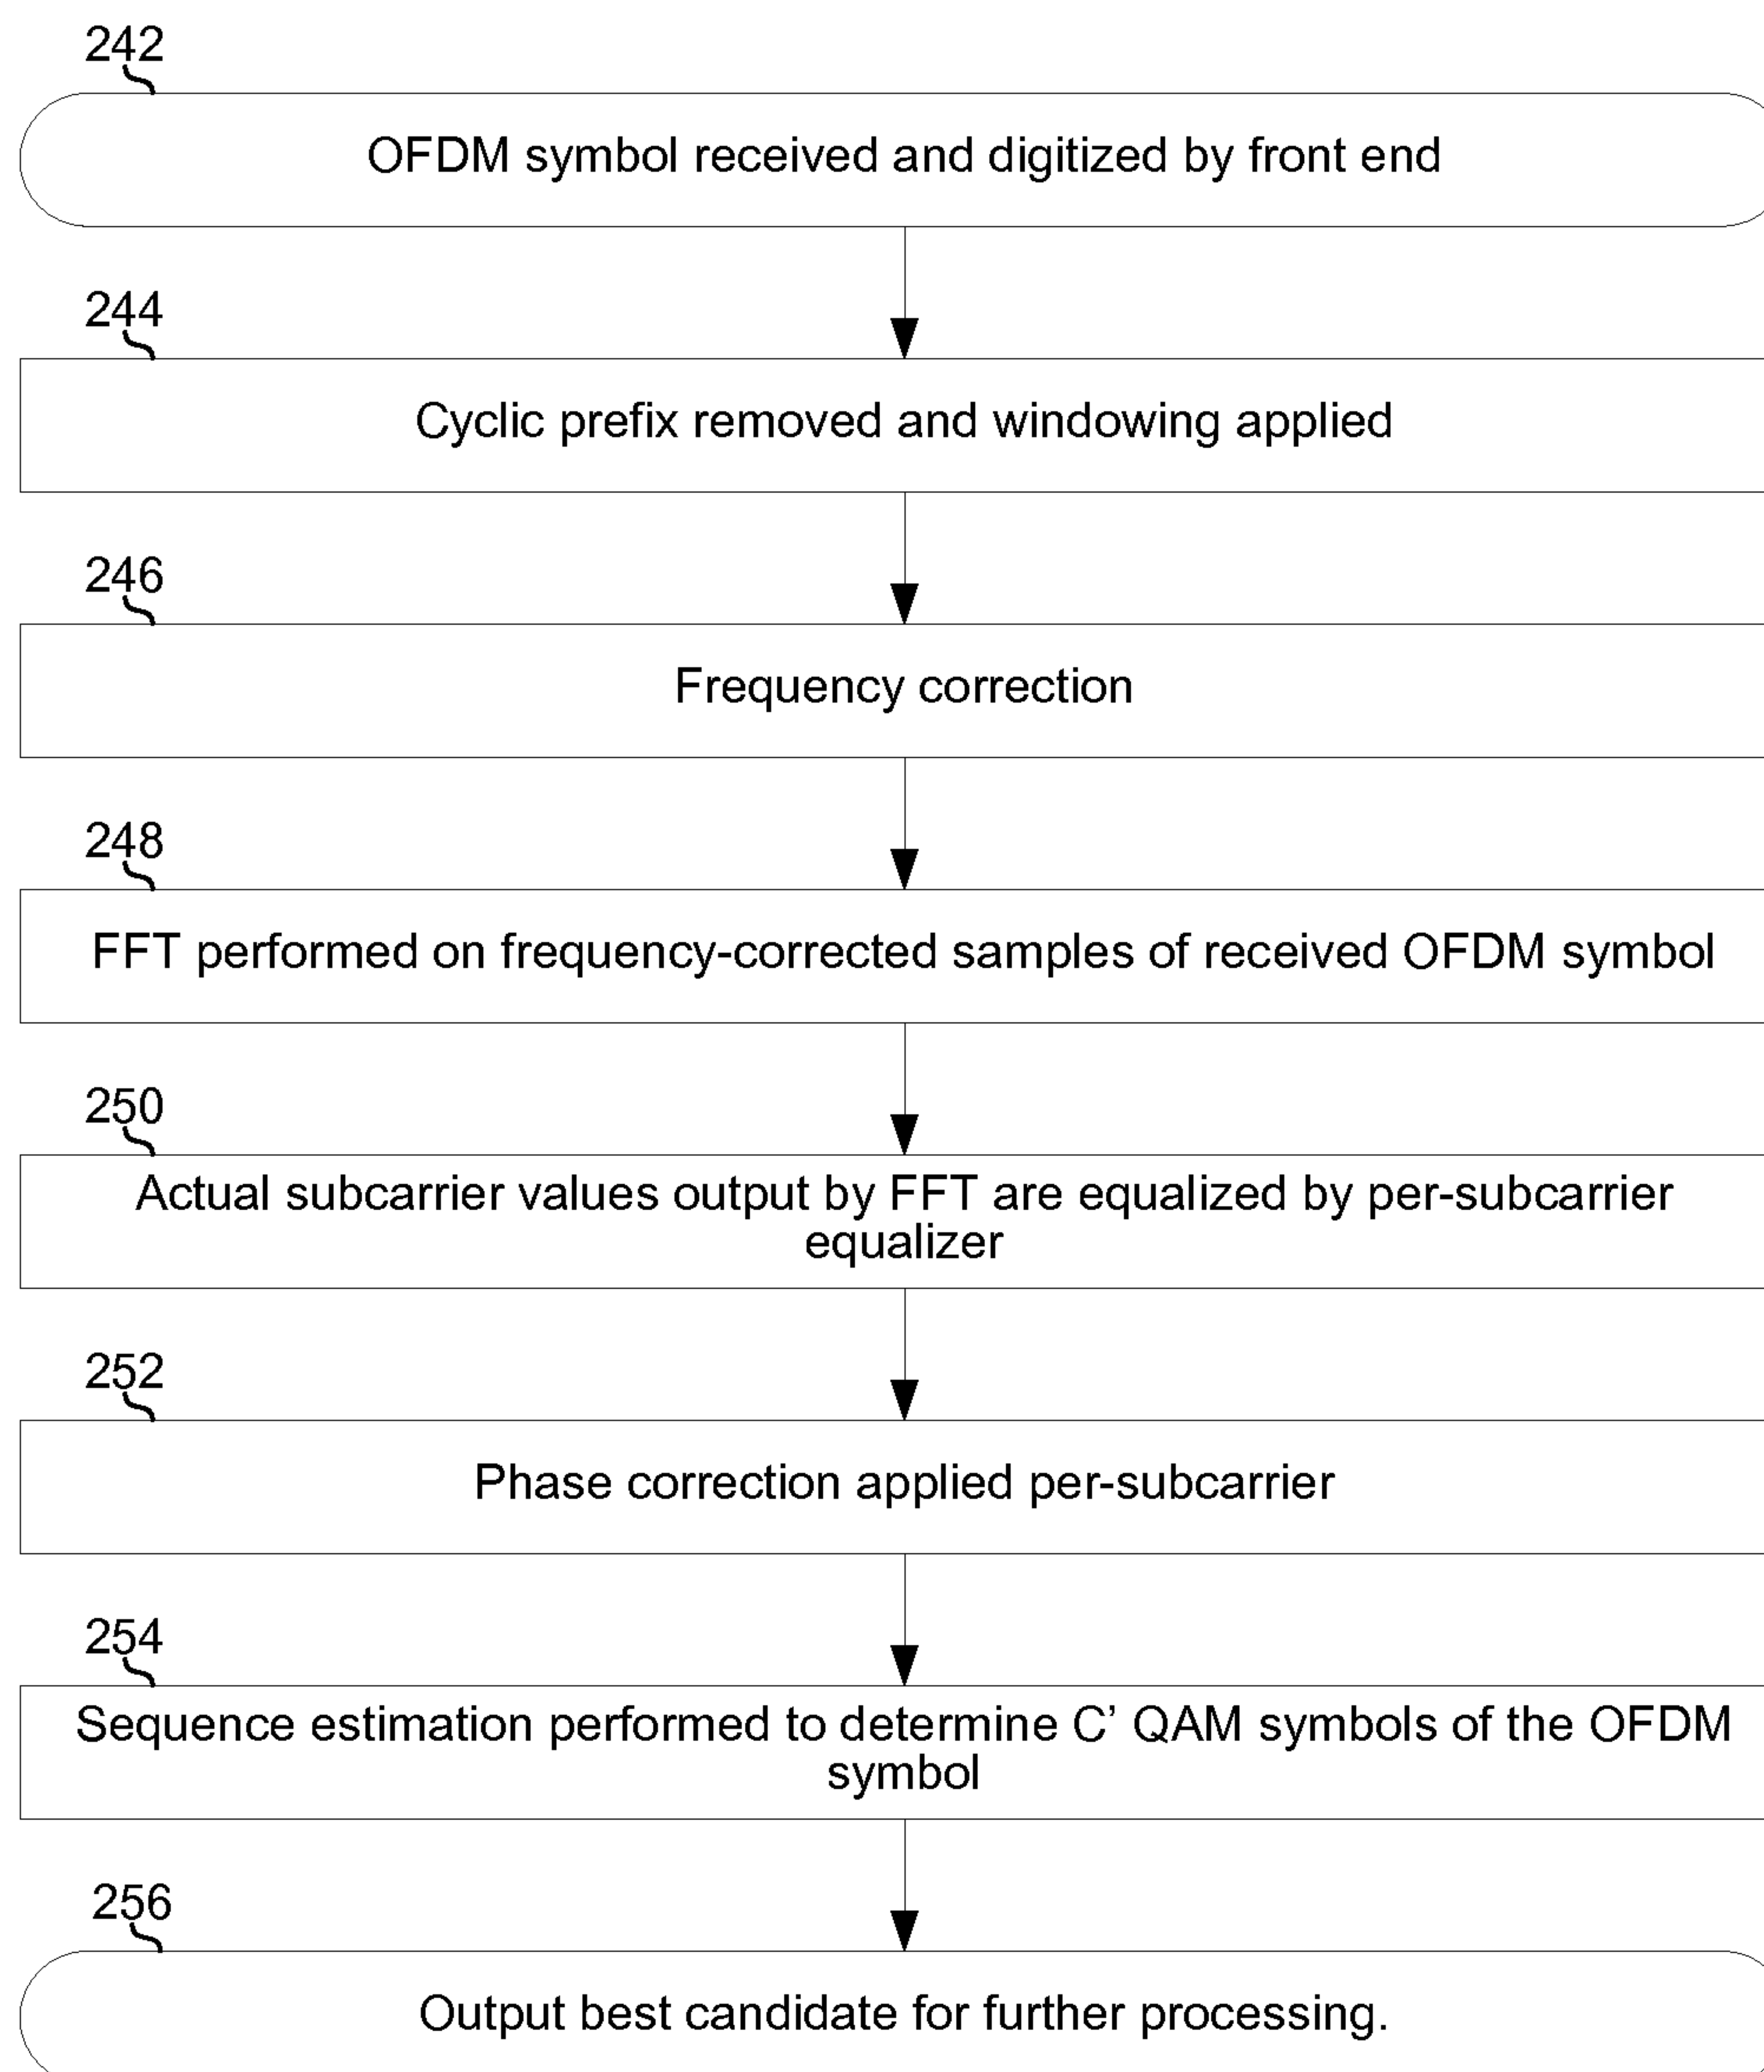 242
OFDM symbol received and digitized by front end
244
Cyclic prefix removed and windowing applied
246
Frequency correction
248
FFT performed on frequency-corrected samples of received OFDM symbol
250
Actual subcarrier values output by FFT are equalized by per-subcarrier
equalizer
252
Phase correction applied per-subcarrier
254
Sequence estimation performed to determine C’ QAM symbols of the OFDM
symbol
256
Output best candidate for further processing.